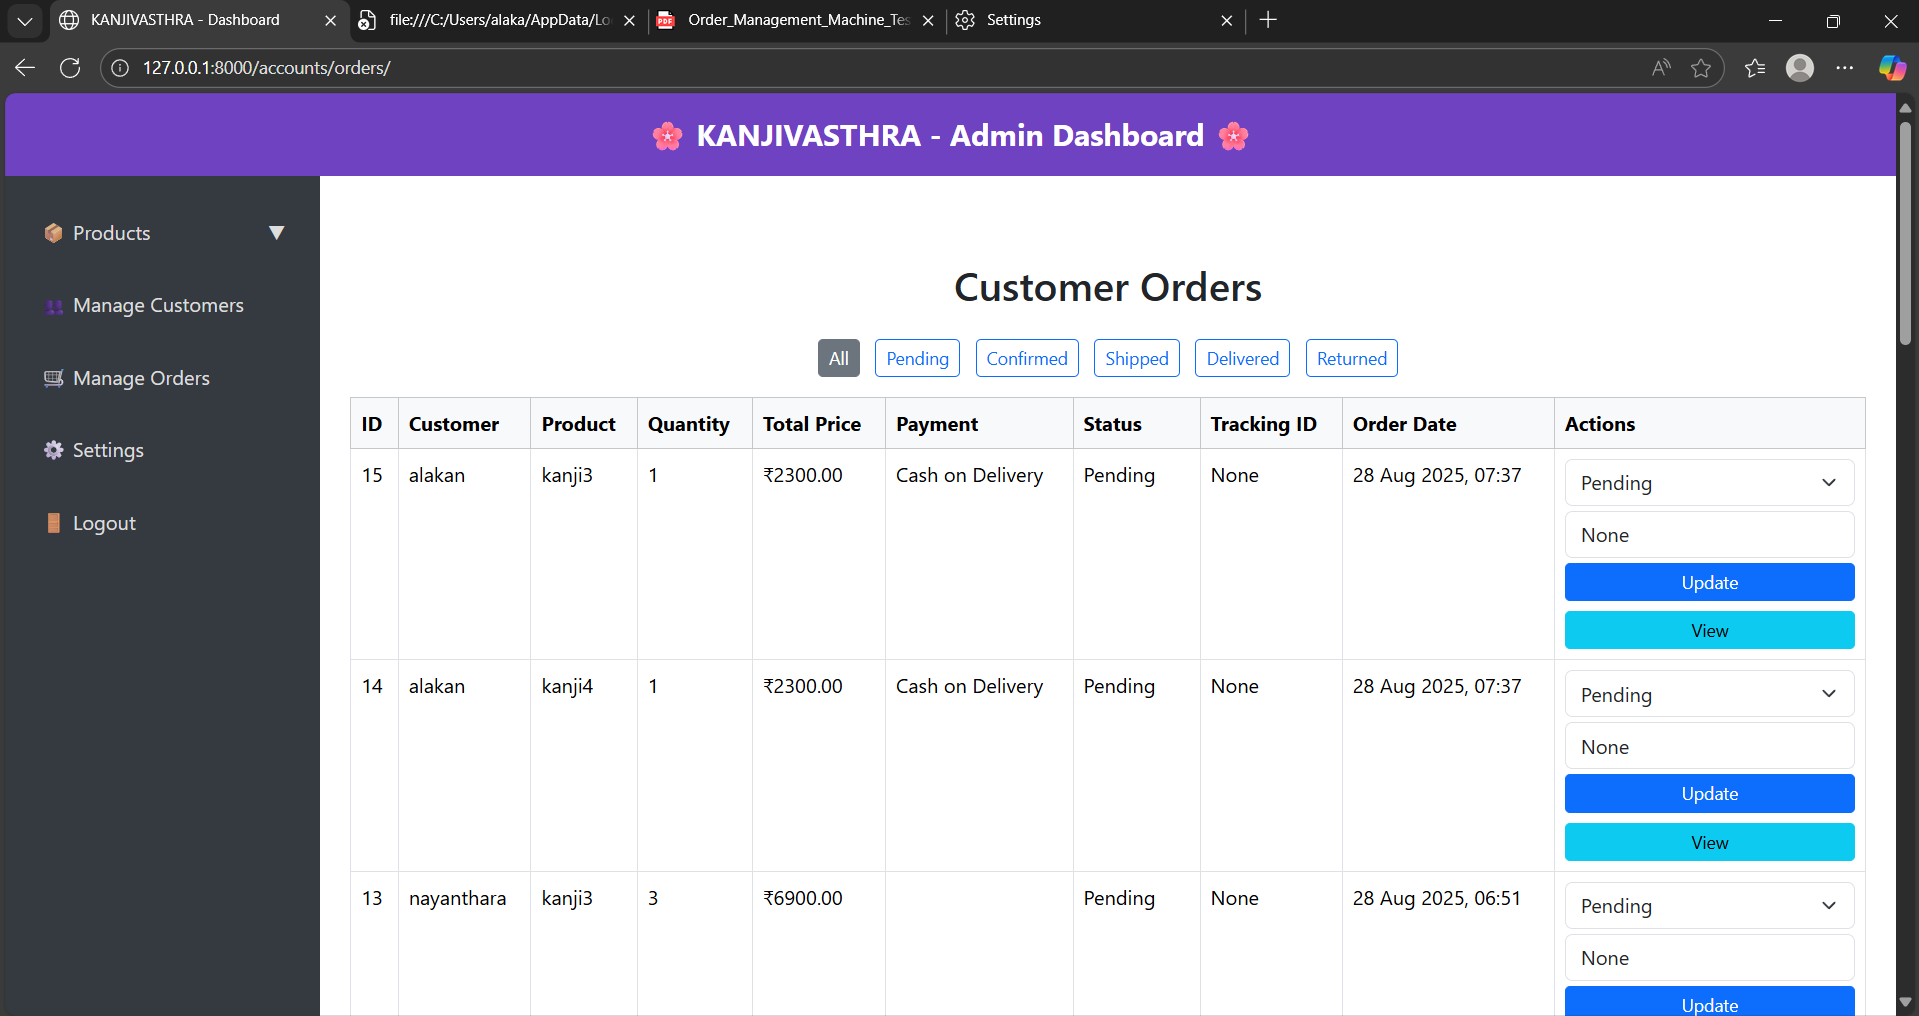 KANJIVASTHRA - Dashboard
file:///C:/Users/alaka/AppData/Lo
Order_Management_Machine_Tes
Settings
127.0.0.1:8000/accounts/orders/
🌸 KANJIVASTHRA - Admin Dashboard 🌸
Products ▼
Manage Customers
Manage Orders
Settings
Logout
Customer Orders
All Pending Confirmed Shipped Delivered Returned
ID Customer Product Quantity Total Price Payment Status Tracking ID Order Date Actions
15 alakan kanji3 1 ₹2300.00 Cash on Delivery Pending None 28 Aug 2025, 07:37 Pending
None
Update
View
14 alakan kanji4 1 ₹2300.00 Cash on Delivery Pending None 28 Aug 2025, 07:37 Pending
None
Update
View
13 nayanthara kanji3 3 ₹6900.00 Pending None 28 Aug 2025, 06:51 Pending
None
Update